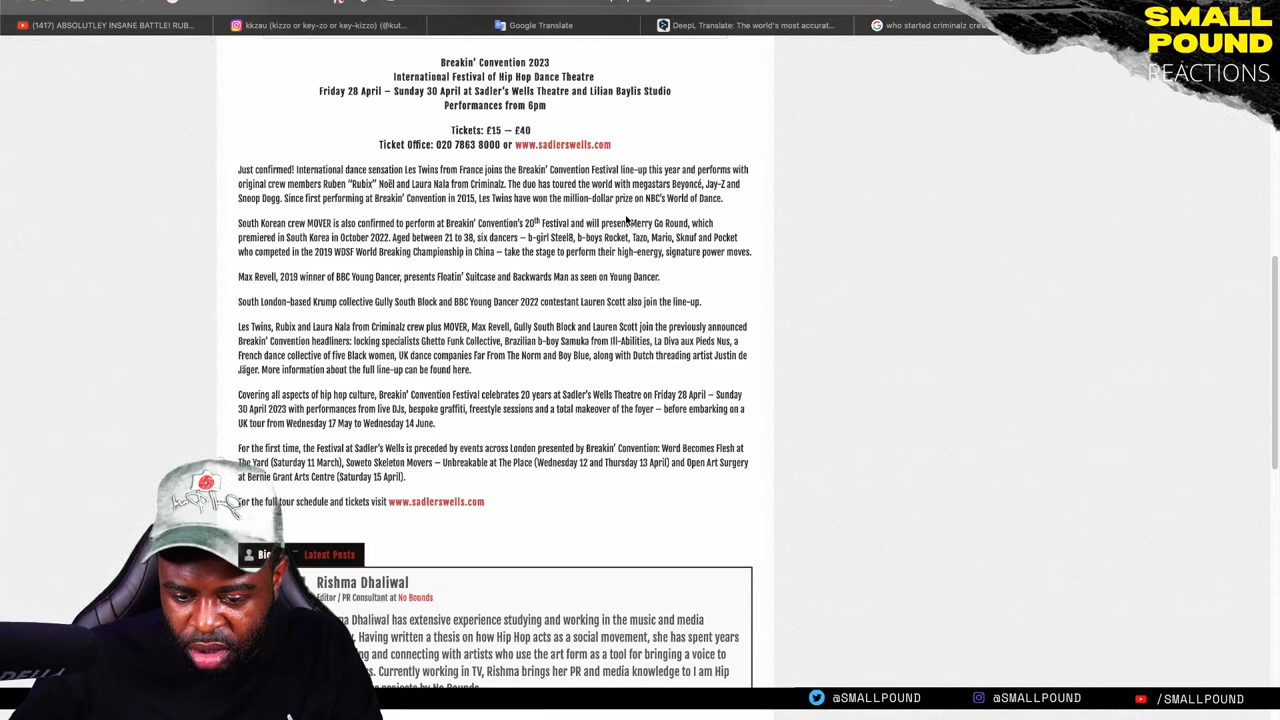 (1417) ABSOLUTLEY INSANE BATTLE! RUB...
kkzau (kizzo or key-zo or key-kizzo) (@kut...
Google Translate
DeepL Translate: The world's most accurat...
who started criminalz cre
SMALL
POUND
REACTIONS
Breakin' Convention 2023
International Festival of Hip Hop Dance Theatre
Friday 28 April – Sunday 30 April at Sadler's Wells Theatre and Lilian Baylis Studio
Performances from 6pm
Tickets: £15 – £40
Ticket Office: 020 7863 8000 or www.sadlerswells.com
Just confirmed! International dance sensation Les Twins from France joins the Breakin' Convention Festival line-up this year and performs with
original crew members Ruben "Rubix" Noël and Laura Nala from Criminalz. The duo has toured the world with megastars Beyoncé, Jay-Z and
Snoop Dogg. Since first performing at Breakin' Convention in 2015, Les Twins have won the million-dollar prize on NBC's World of Dance.
South Korean crew MOVER is also confirmed to perform at Breakin' Convention's 20th Festival and will present Merry Go Round, which
premiered in South Korea in October 2022. Aged between 21 to 38, six dancers – b-girl Steel8, b-boys Rocket, Tazo, Mario, Sknuf and Pocket
who competed in the 2019 WDSF World Breaking Championship in China – take the stage to perform their high-energy, signature power moves.
Max Revell, 2019 winner of BBC Young Dancer, presents Floatin' Suitcase and Backwards Man as seen on Young Dancer.
South London-based Krump collective Gully South Block and BBC Young Dancer 2022 contestant Lauren Scott also join the line-up.
Les Twins, Rubix and Laura Nala from Criminalz crew plus MOVER, Max Revell, Gully South Block and Lauren Scott join the previously announced
Breakin' Convention headliners: locking specialists Ghetto Funk Collective, Brazilian b-boy Samuka from Ill-Abilities, La Diva aux Pieds Nus, a
French dance collective of five Black women, UK dance companies Far From The Norm and Boy Blue, along with Dutch threading artist Justin de
Jäger. More information about the full line-up can be found here.
Covering all aspects of hip hop culture, Breakin' Convention Festival celebrates 20 years at Sadler's Wells Theatre on Friday 28 April – Sunday
30 April 2023 with performances from live DJs, bespoke graffiti, freestyle sessions and a total makeover of the foyer – before embarking on a
UK tour from Wednesday 17 May to Wednesday 14 June.
For the first time, the Festival at Sadler's Wells is preceded by events across London presented by Breakin' Convention: Word Becomes Flesh at
The Yard (Saturday 11 March), Soweto Skeleton Movers – Unbreakable at The Place (Wednesday 12 and Thursday 13 April) and Open Art Surgery
at Bernie Grant Arts Centre (Saturday 15 April).
For the full tour schedule and tickets visit www.sadlerswells.com
Latest Posts
Rishma Dhaliwal
Editor / PR Consultant at No Bounds
Dhaliwal has extensive experience studying and working in the music and media
Having written a thesis on how Hip Hop acts as a social movement, she has spent years
and connecting with artists who use the art form as a tool for bringing a voice to
Currently working in TV, Rishma brings her PR and media knowledge to I am Hip
projects by No Bounds.
@SMALLPOUND
@SMALLPOUND
/SMALLPOUND